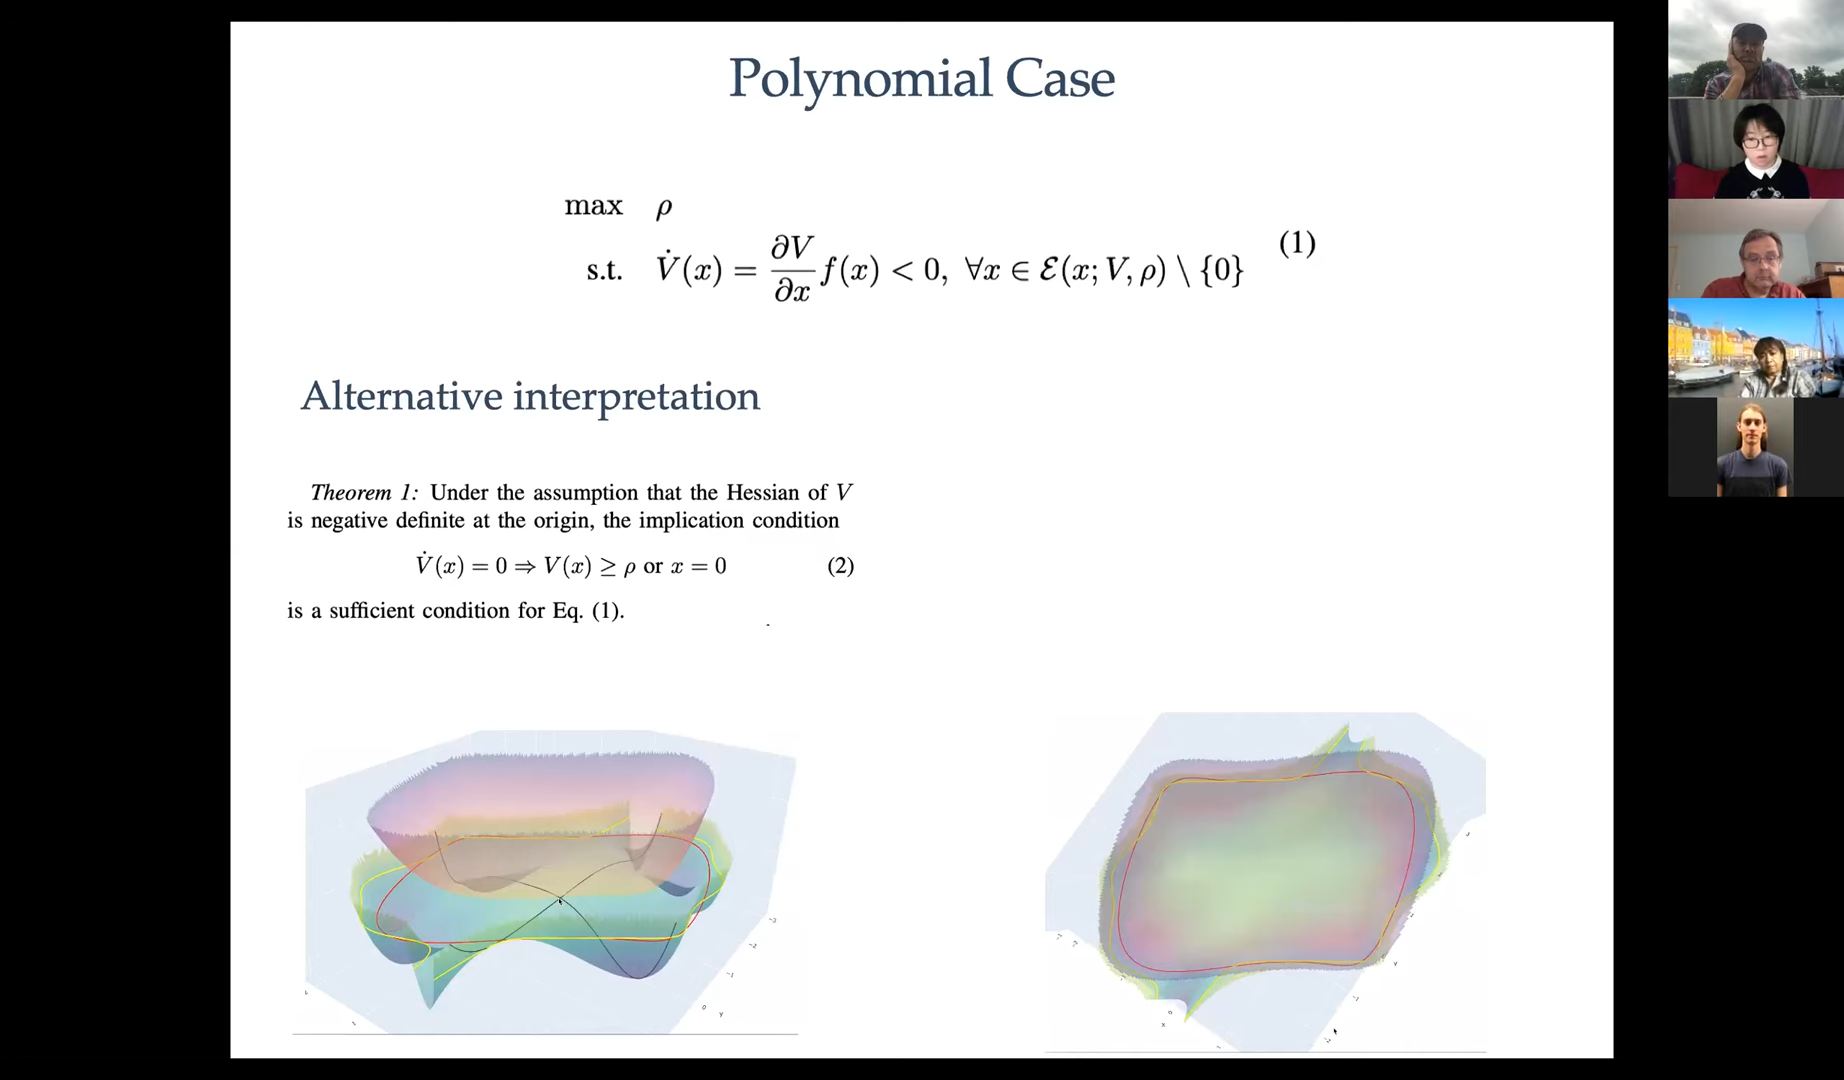 Polynomial Case
max ρ
s.t. V̇(x) = ∂V/∂x f(x) < 0, ∀x ∈ ℰ(x; V, ρ) \ {0} (1)
Alternative interpretation
Theorem 1: Under the assumption that the Hessian of V
is negative definite at the origin, the implication condition
V̇(x) = 0 ⇒ V(x) ≥ ρ or x = 0 (2)
is a sufficient condition for Eq. (1).